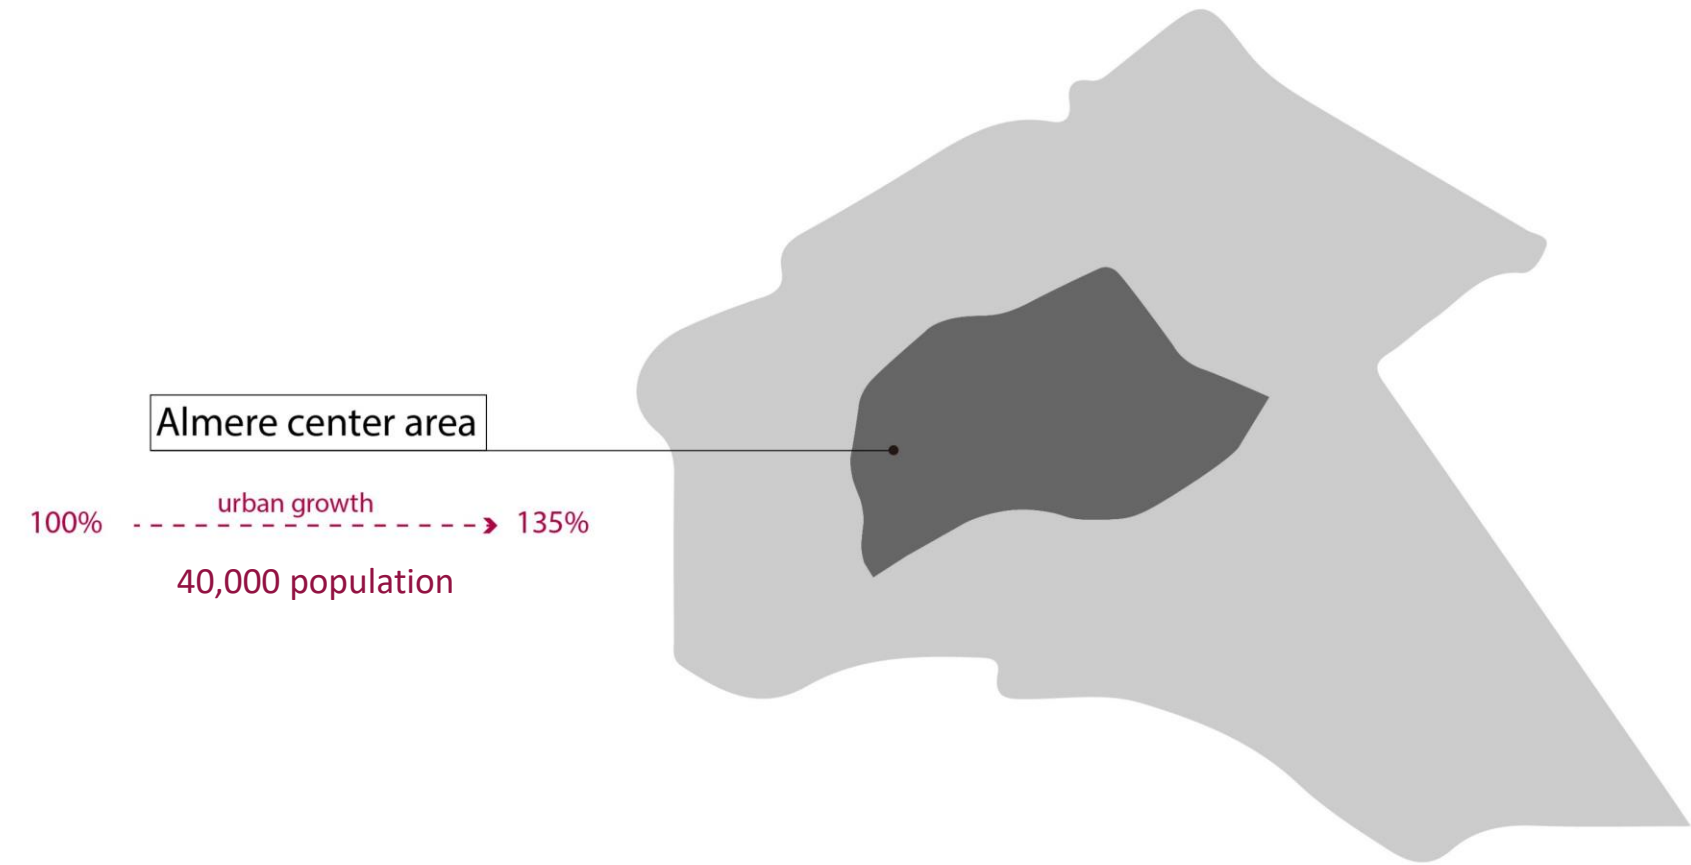 Almere center area
urban growth
100%
135%
40,000 population